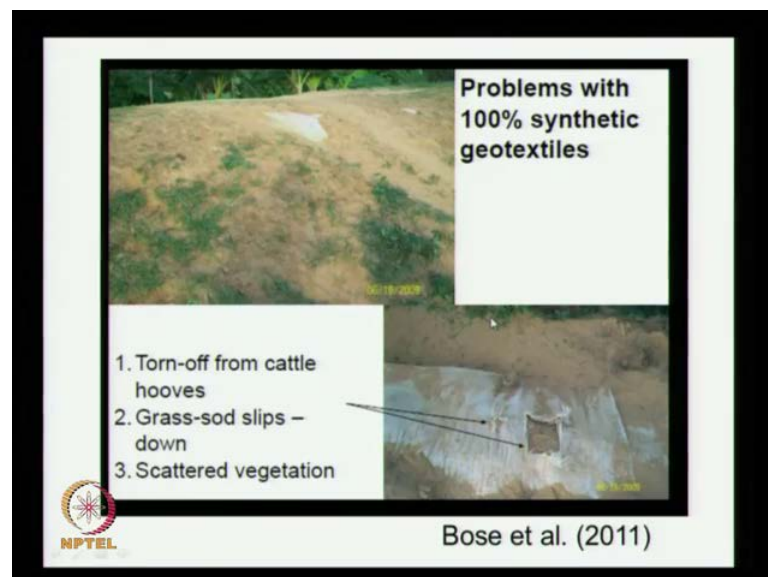 Problems with
100% synthetic
geotextiles
1. Torn-off from cattle
hooves
2. Grass-sod slips –
down
3. Scattered vegetation
NPTEL
Bose et al. (2011)